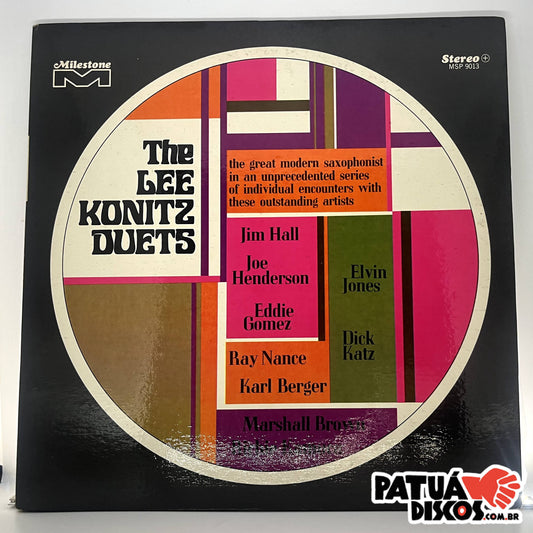 Milestone
M
Stereo
MSP 9013
The
LEE
KONITZ
DUETS
the great modern saxophonist
in an unprecedented series
of individual encounters with
these outstanding artists
Jim Hall
Joe
Henderson
Eddie
Gomez
Elvin
Jones
Dick
Katz
Ray Nance
Karl Berger
Marshall Brown
PATUÁ
DISCOS
.COM.BR